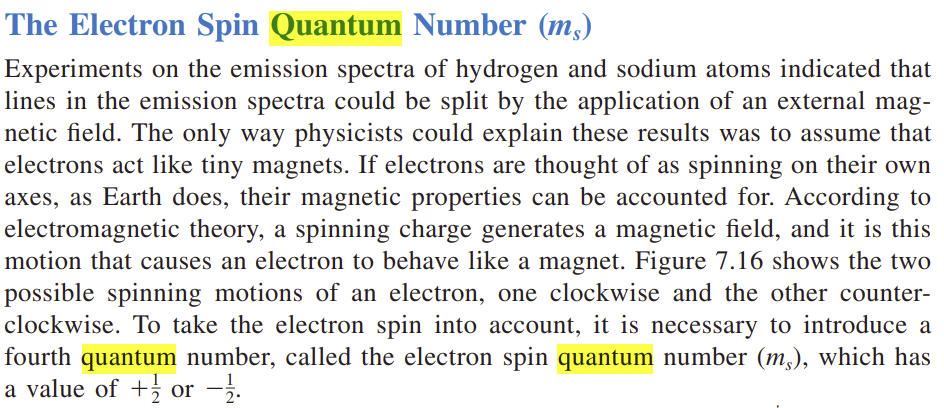 The Electron Spin Quantum Number (mₛ)
Experiments on the emission spectra of hydrogen and sodium atoms indicated that
lines in the emission spectra could be split by the application of an external mag-
netic field. The only way physicists could explain these results was to assume that
electrons act like tiny magnets. If electrons are thought of as spinning on their own
axes, as Earth does, their magnetic properties can be accounted for. According to
electromagnetic theory, a spinning charge generates a magnetic field, and it is this
motion that causes an electron to behave like a magnet. Figure 7.16 shows the two
possible spinning motions of an electron, one clockwise and the other counter-
clockwise. To take the electron spin into account, it is necessary to introduce a
fourth quantum number, called the electron spin quantum number (mₛ), which has
a value of +½ or −½.